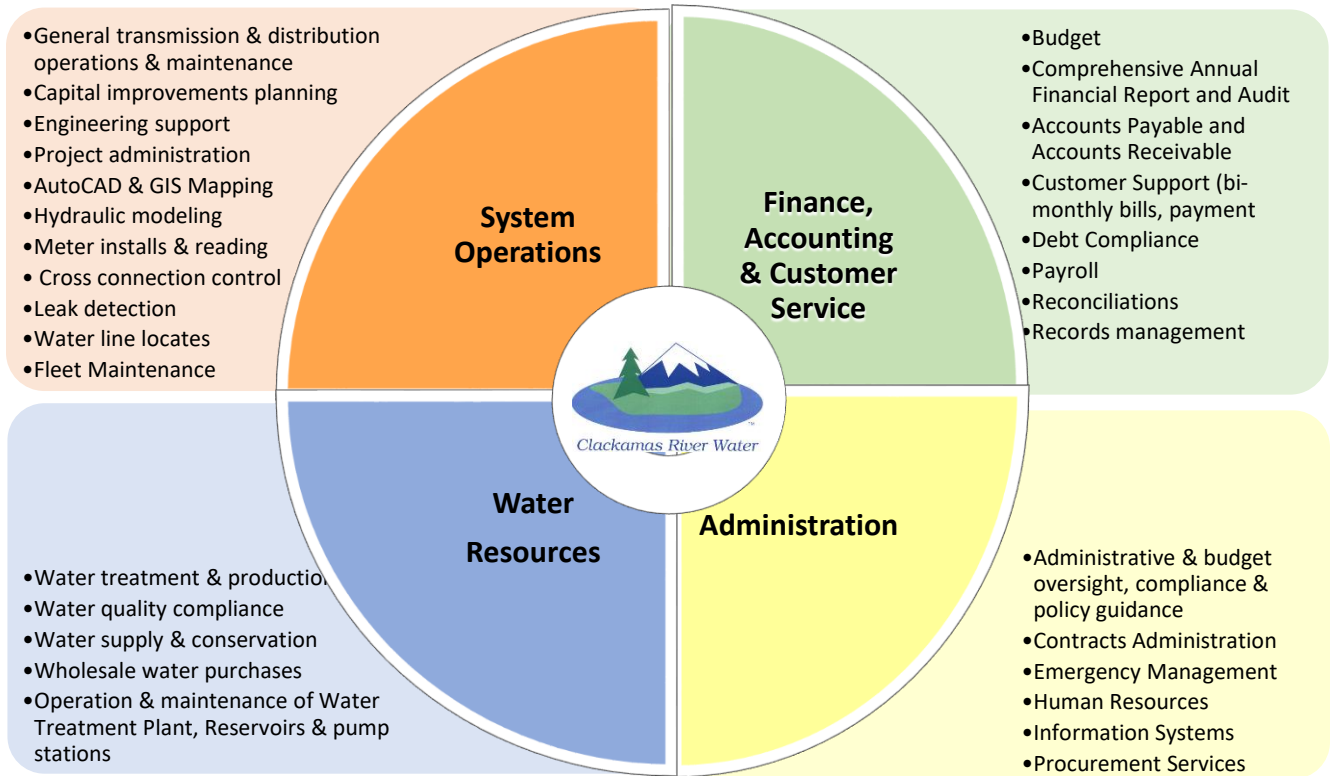 •General transmission & distribution
operations & maintenance
•Capital improvements planning
•Engineering support
•Project administration
•AutoCAD & GIS Mapping
•Hydraulic modeling
•Meter installs & reading
• Cross connection control
•Leak detection
•Water line locates
•Fleet Maintenance
System
Operations
Finance,
Accounting
& Customer
Service
•Budget
•Comprehensive Annual
Financial Report and Audit
•Accounts Payable and
Accounts Receivable
•Customer Support (bi-
monthly bills, payment
•Debt Compliance
•Payroll
•Reconciliations
•Records management
Clackamas River Water
TM
•Water treatment & production
•Water quality compliance
•Water supply & conservation
•Wholesale water purchases
•Operation & maintenance of Water
Treatment Plant, Reservoirs & pump
stations
Water
Resources
Administration
•Administrative & budget
oversight, compliance &
policy guidance
•Contracts Administration
•Emergency Management
•Human Resources
•Information Systems
•Procurement Services